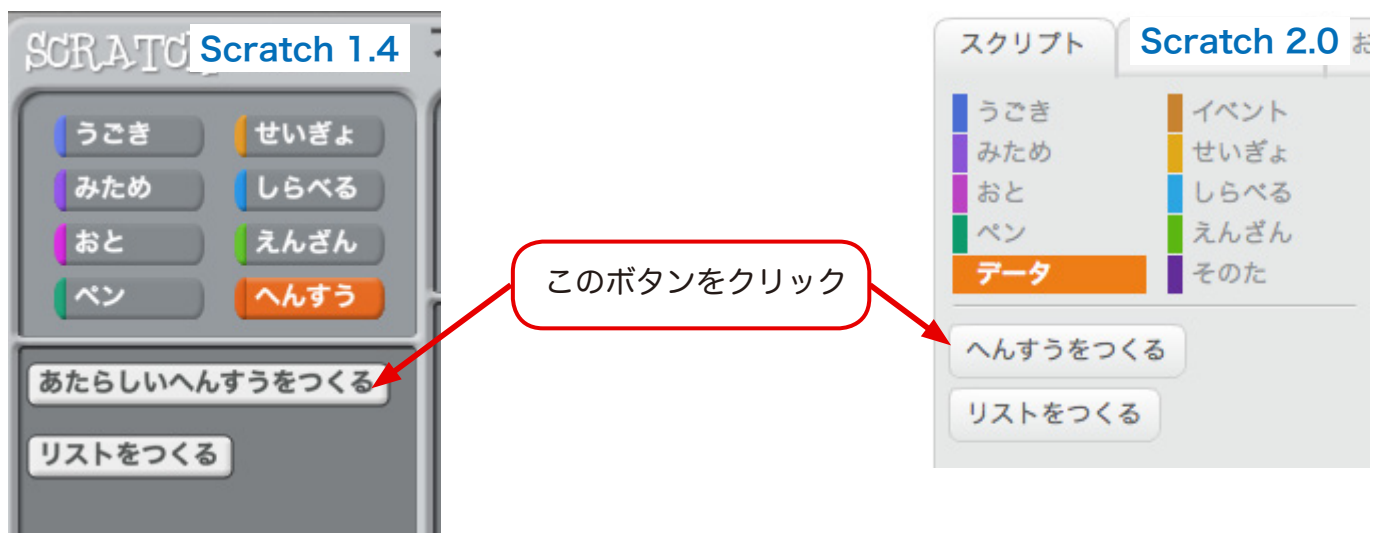 SCRATCH
Scratch 1.4
うごき
せいぎょ
みため
しらべる
おと
えんざん
ペン
へんすう
あたらしいへんすうをつくる
リストをつくる
このボタンをクリック
スクリプト
Scratch 2.0
うごき
イベント
みため
せいぎょ
おと
しらべる
ペン
えんざん
データ
そのた
へんすうをつくる
リストをつくる